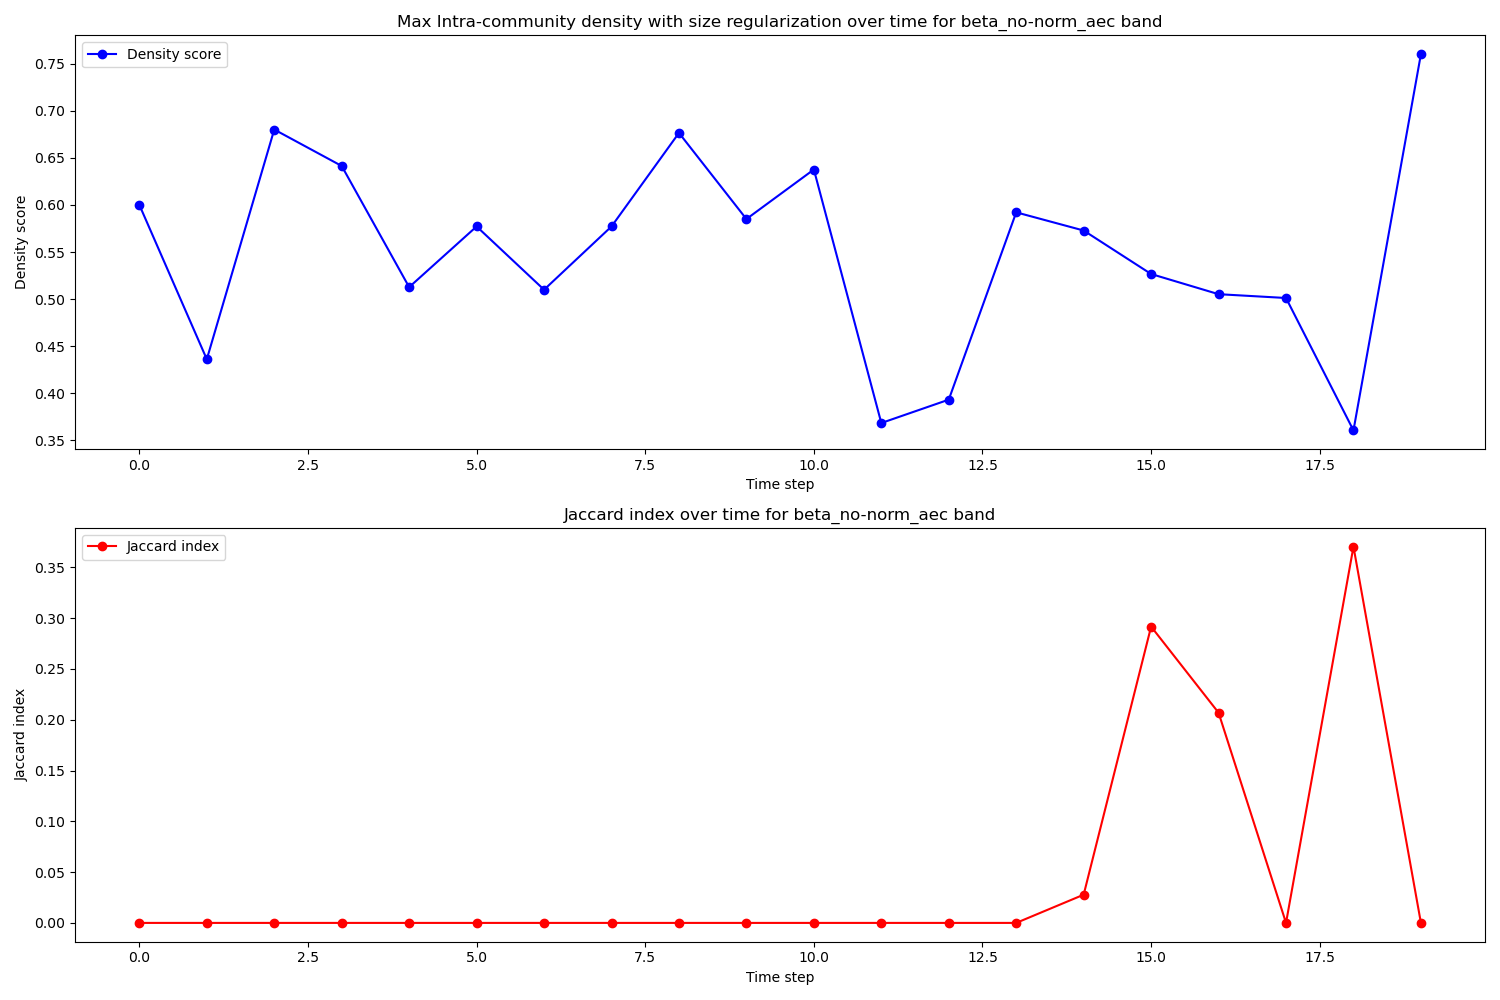 Max Intra-community density with size regularization over time for beta_no-norm_aec band
Density score
0.75
0.70
0.65
0.60
0.55
0.50
0.45
0.40
0.35
Density score
0.0 2.5 5.0 7.5 10.0 12.5 15.0 17.5
Time step
Jaccard index over time for beta_no-norm_aec band
Jaccard index
0.35
0.30
0.25
0.20
0.15
0.10
0.05
0.00
Jaccard index
0.0 2.5 5.0 7.5 10.0 12.5 15.0 17.5
Time step